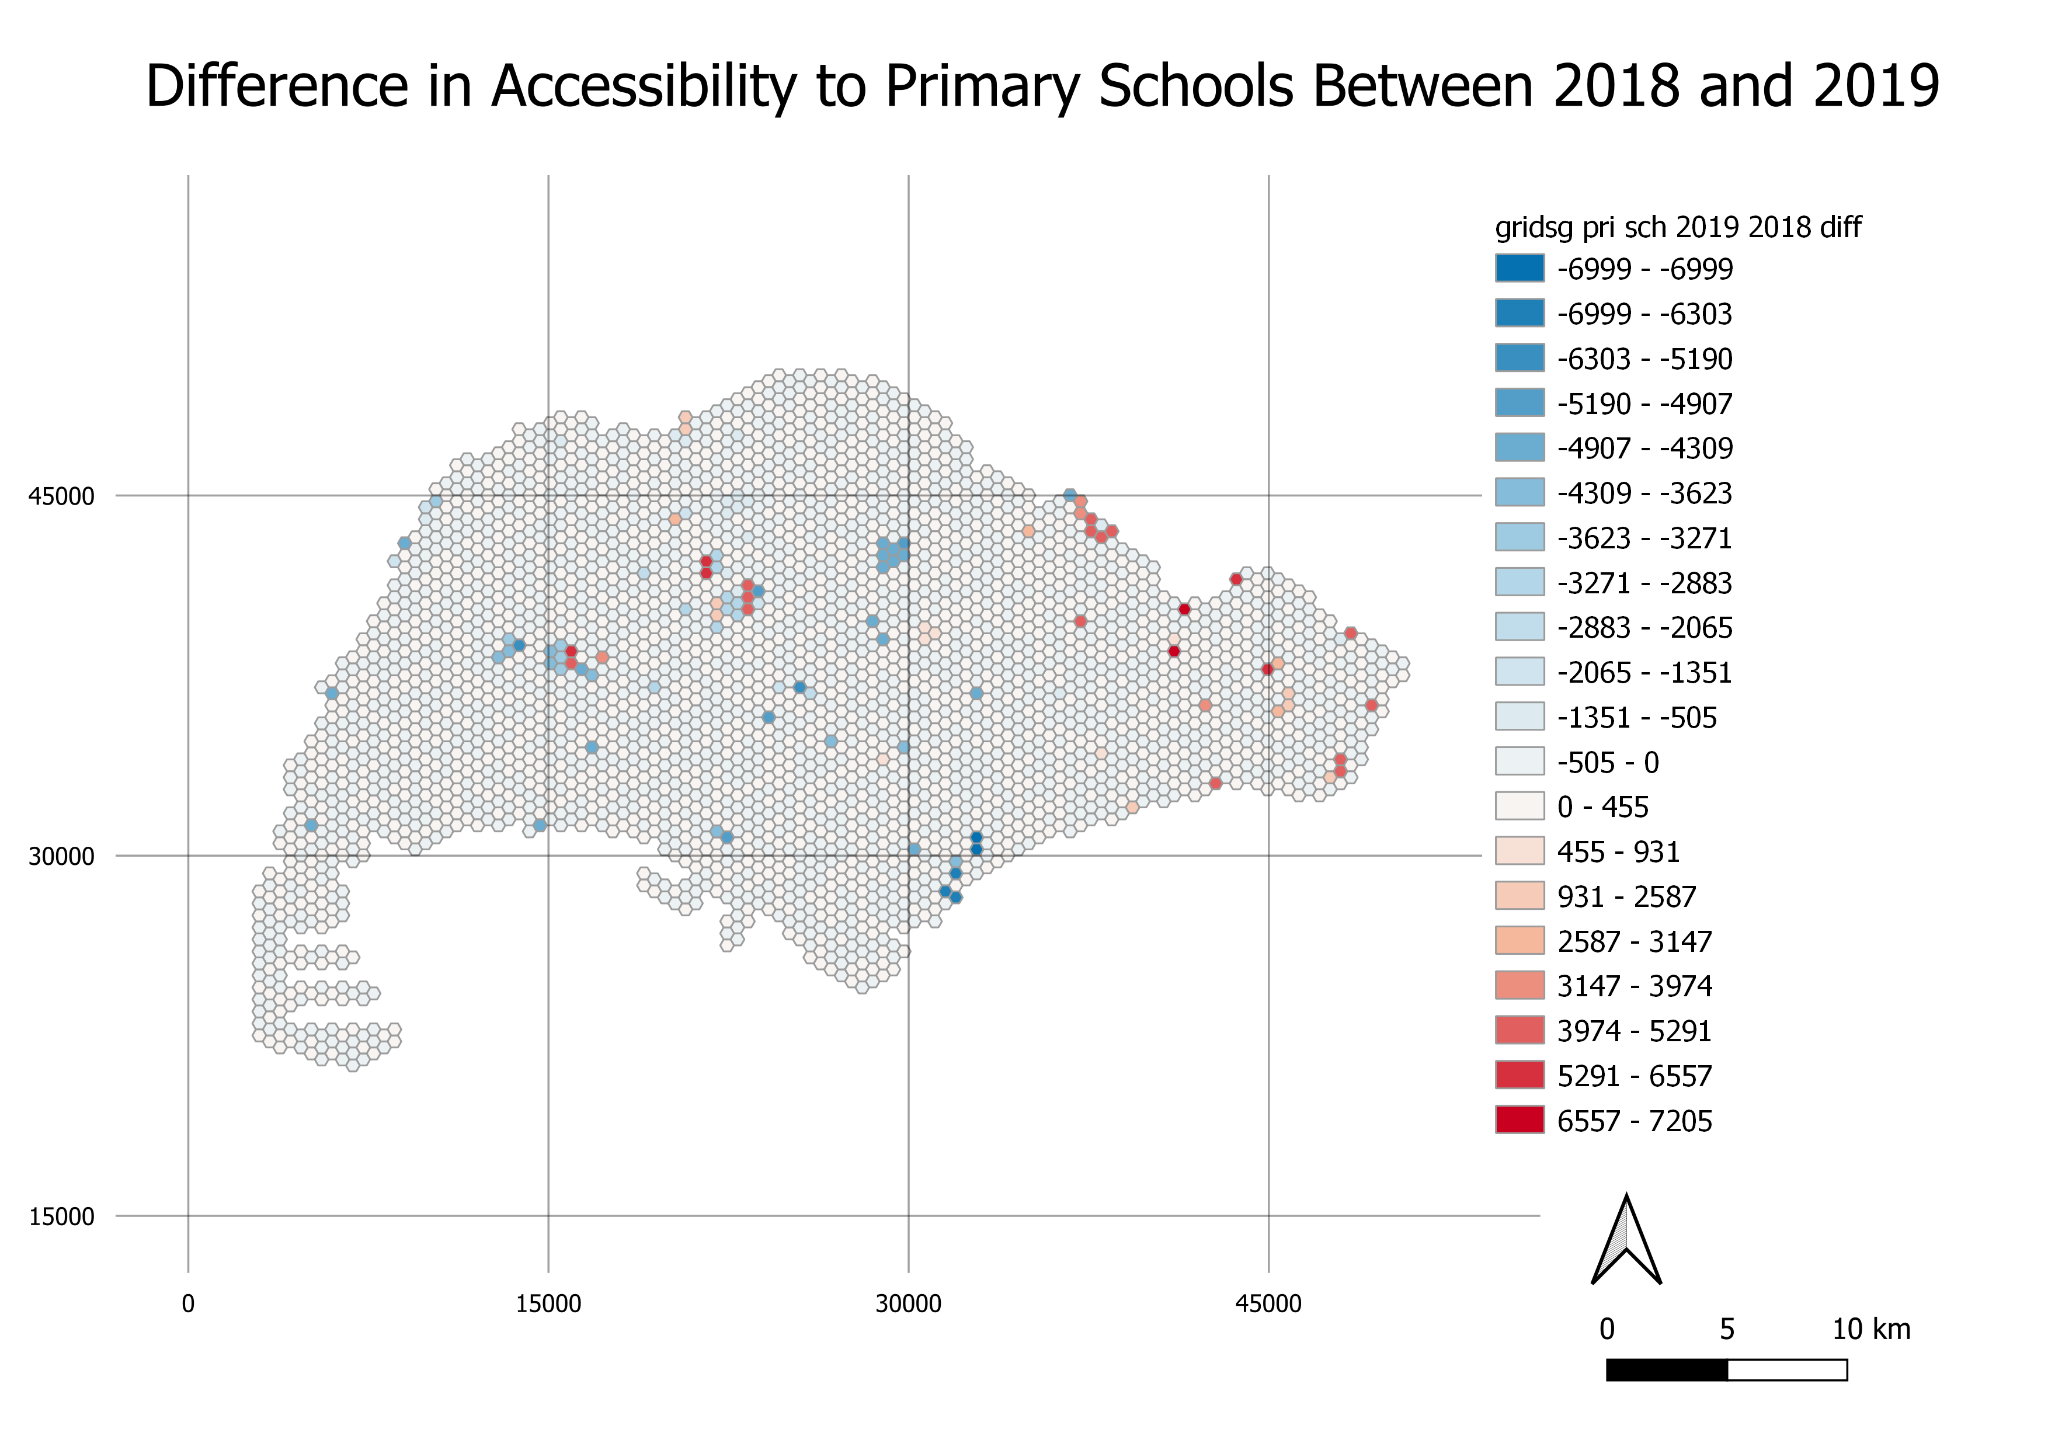 Difference in Accessibility to Primary Schools Between 2018 and 2019
gridsg pri sch 2019 2018 diff
-6999 - -6999
-6999 - -6303
-6303 - -5190
-5190 - -4907
-4907 - -4309
-4309 - -3623
-3623 - -3271
-3271 - -2883
-2883 - -2065
-2065 - -1351
-1351 - -505
-505 - 0
0 - 455
455 - 931
931 - 2587
2587 - 3147
3147 - 3974
3974 - 5291
5291 - 6557
6557 - 7205
45000
30000
15000
0 15000 30000 45000
0 5 10 km